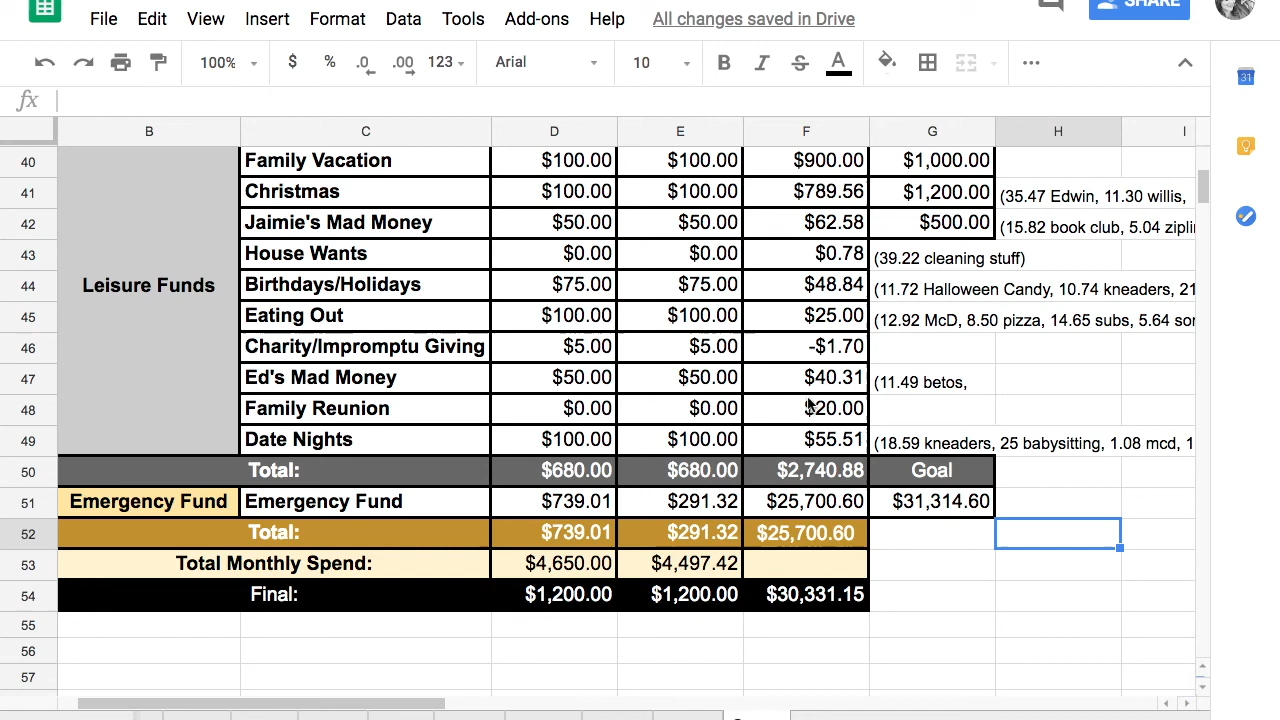 File Edit View Insert Format Data Tools Add-ons Help All changes saved in Drive SHARE
100% $ % .0 .00 123 Arial 10 B I S A 31
fx
B C D E F G H I
40 Family Vacation $100.00 $100.00 $900.00 $1,000.00
41 Christmas $100.00 $100.00 $789.56 $1,200.00 (35.47 Edwin, 11.30 willis,
42 Jaimie's Mad Money $50.00 $50.00 $62.58 $500.00 (15.82 book club, 5.04
43 House Wants $0.00 $0.00 $0.78 (39.22 cleaning stuff)
44 Leisure Funds Birthdays/Holidays $75.00 $75.00 $48.84 (11.72 Halloween Candy, 10.74 kneaders, 21
45 Eating Out $100.00 $100.00 $25.00 (12.92 McD, 8.50 pizza, 14.65 subs, 5.64
46 Charity/Impromptu Giving $5.00 $5.00 -$1.70
47 Ed's Mad Money $50.00 $50.00 $40.31 (11.49 betos,
48 Family Reunion $0.00 $0.00 $20.00
49 Date Nights $100.00 $100.00 $55.51 (18.59 kneaders, 25 babysitting, 1.08 mcd, 1
50 Total: $680.00 $680.00 $2,740.88 Goal
51 Emergency Fund Emergency Fund $739.01 $291.32 $25,700.60 $31,314.60
52 Total: $739.01 $291.32 $25,700.60
53 Total Monthly Spend: $4,650.00 $4,497.42
54 Final: $1,200.00 $1,200.00 $30,331.15
55
56
57